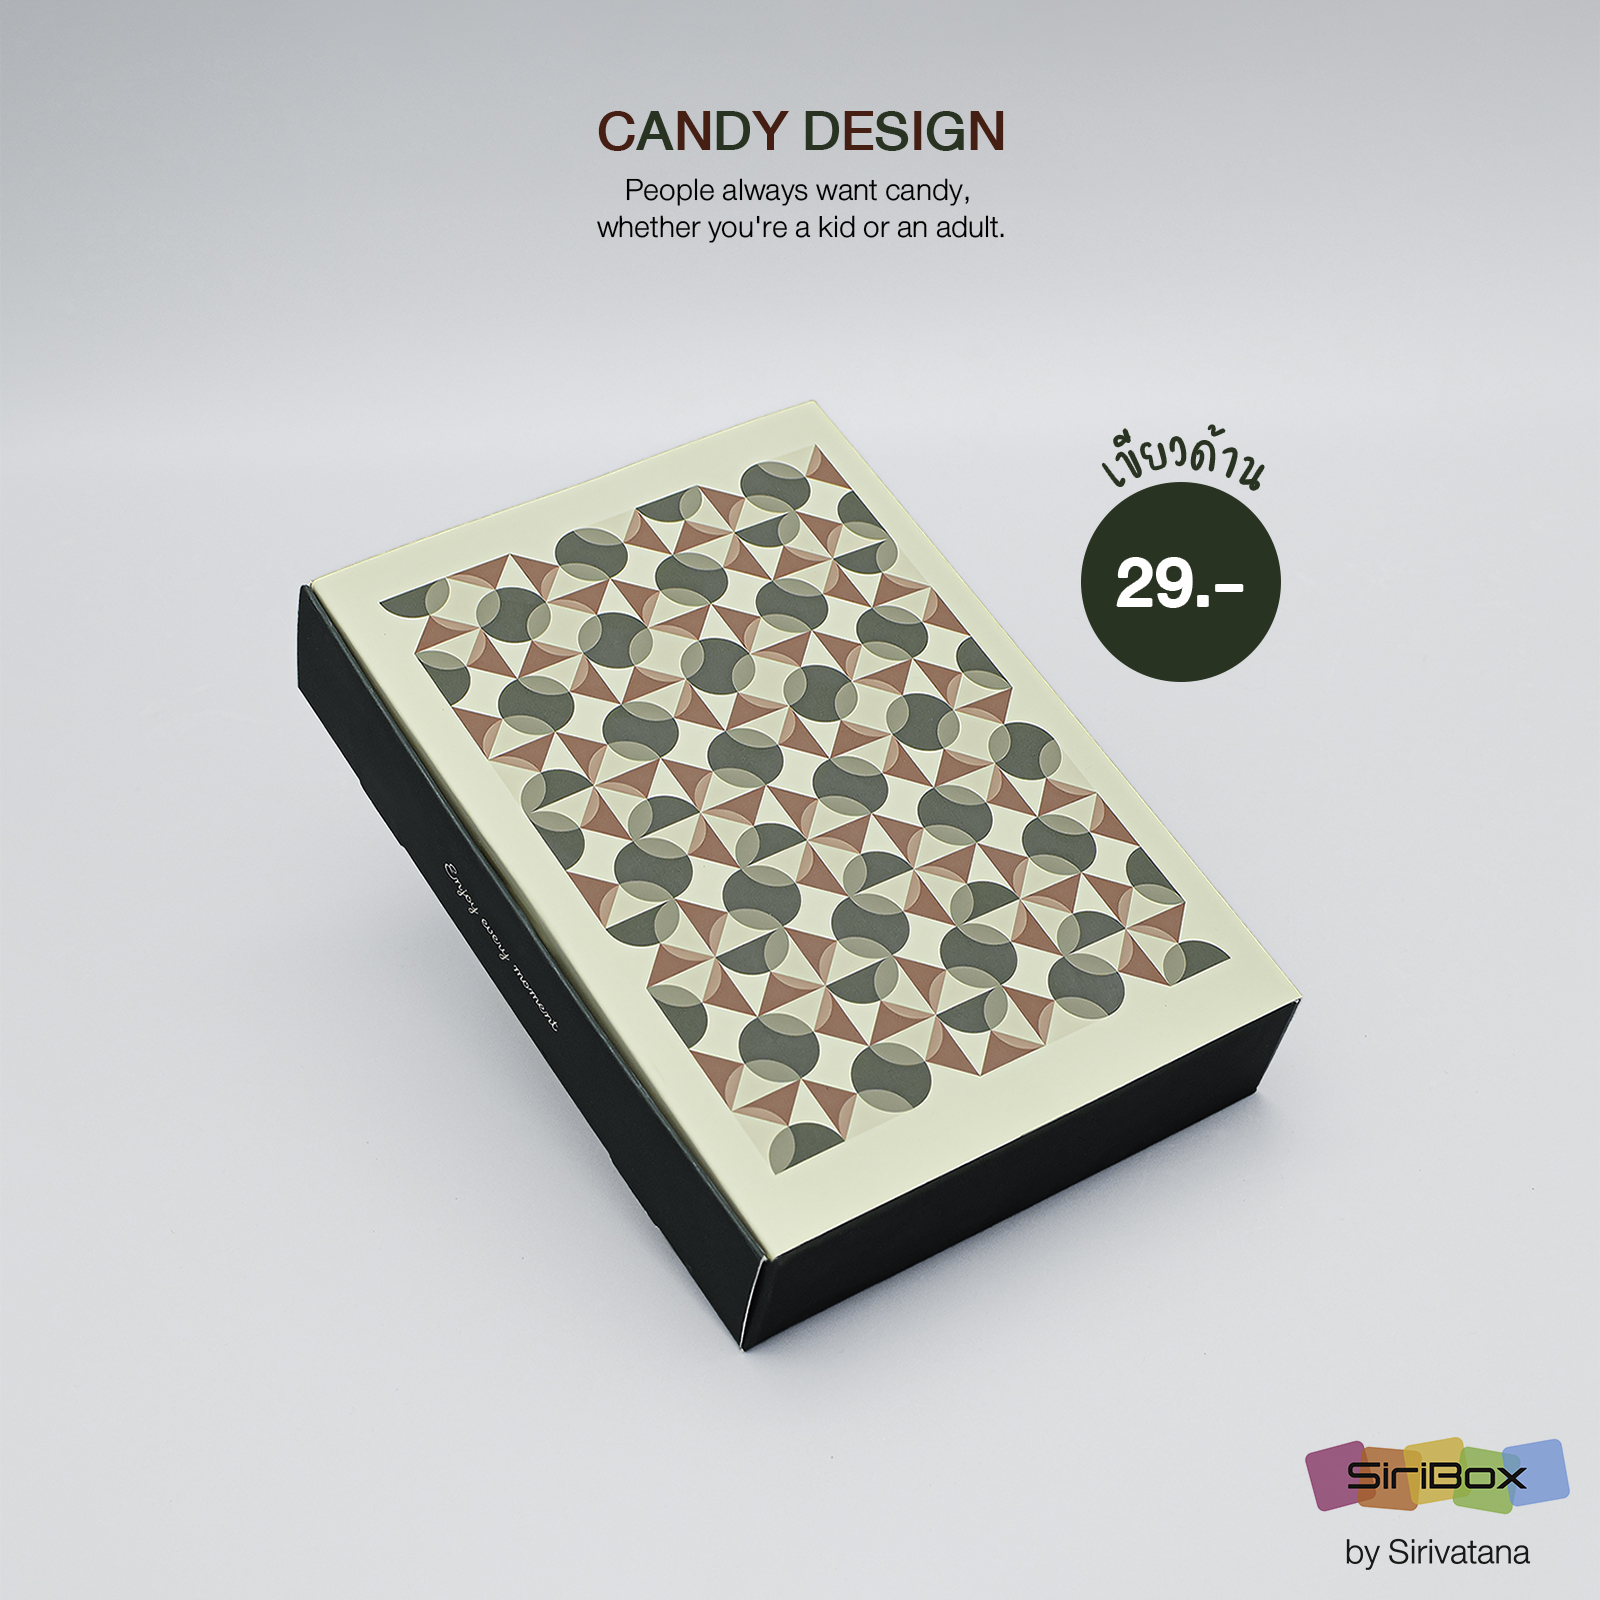 CANDY DESIGN
People always want candy,
whether you're a kid or an adult.
เขียวด้าน
29.-
Enjoy every moment
SiriBox
by Sirivatana